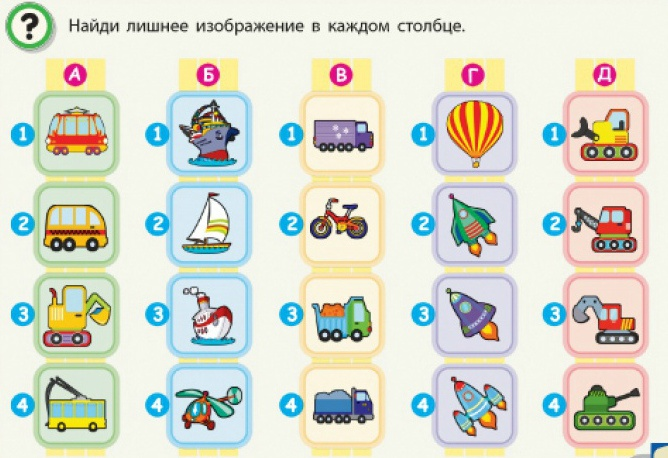 ? Найди лишнее изображение в каждом столбце.
А Б В Г Д
1 1 1 1 1
2 2 2 2 2
3 3 3 3 3
4 4 4 4 4